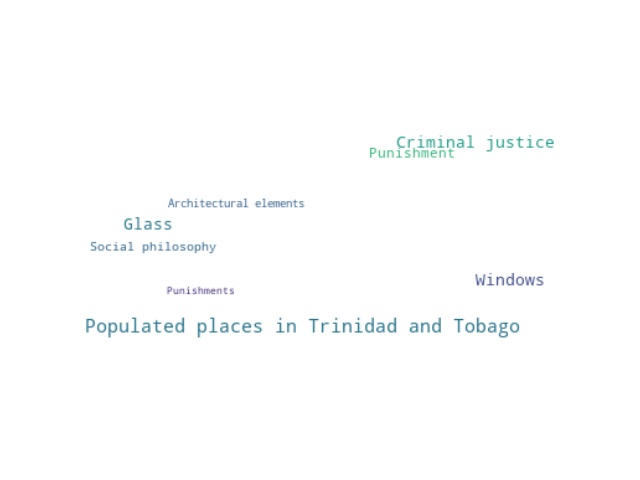 Criminal justice
Punishment
Architectural elements
Glass
Social philosophy
Windows
Punishments
Populated places in Trinidad and Tobago